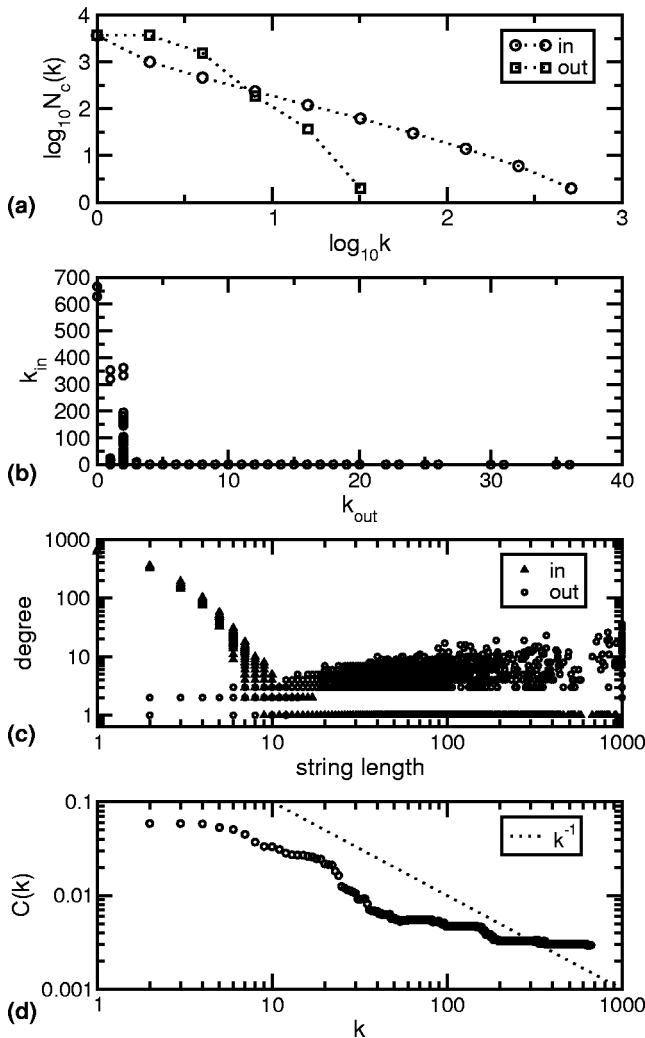 4
3
2
1
0
log10Nc(k)
in
out
0
1
2
3
log10k
(a)
700
600
500
400
300
200
100
0
kin
0
10
20
30
40
kout
(b)
1000
100
10
1
degree
in
out
1
10
100
1000
string length
(c)
0.1
0.01
0.001
C(k)
k-1
1
10
100
1000
k
(d)